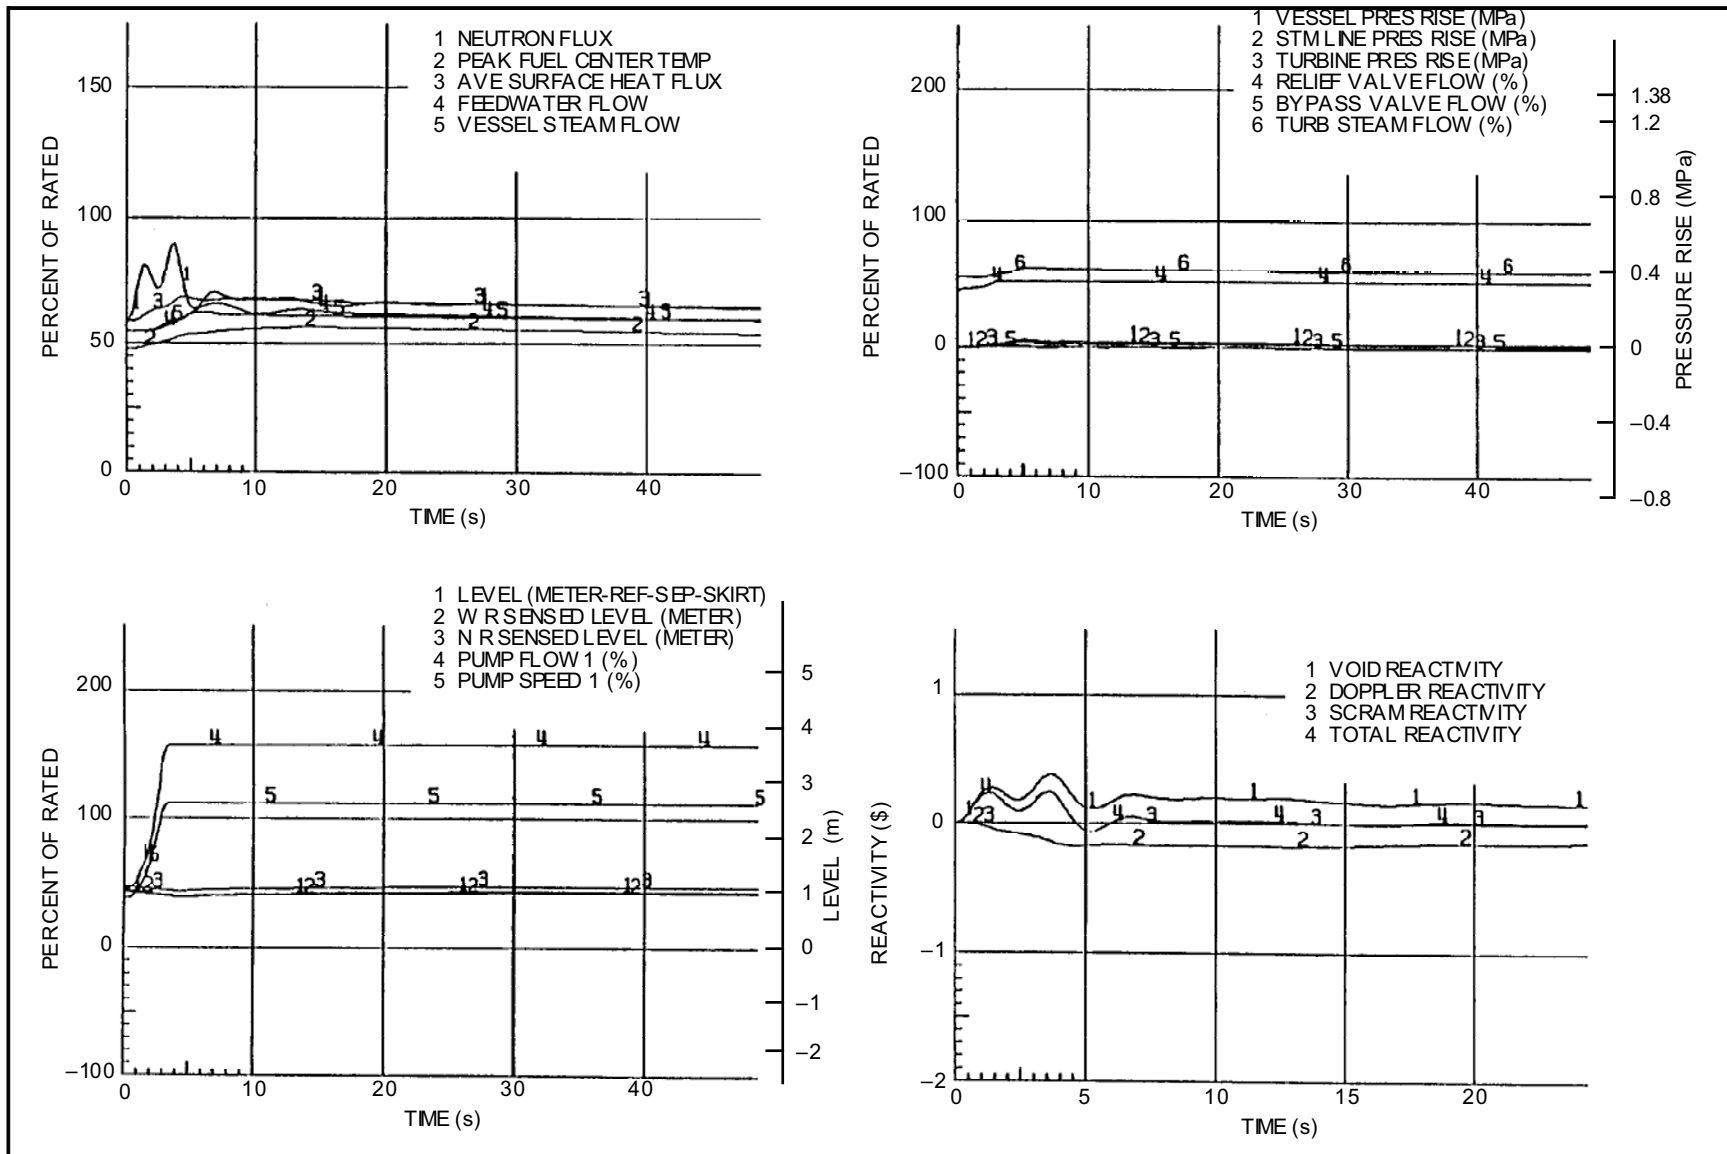 1 NEUTRON FLUX
2 PEAK FUEL CENTER TEMP
3 AVE SURFACE HEAT FLUX
4 FEEDWATER FLOW
5 VESSEL STEAM FLOW
150
100
50
0
PERCENT OF RATED
0 10 20 30 40
TIME (s)
1 VESSEL PRES RISE (MPa)
2 STM LINE PRES RISE (MPa)
3 TURBINE PRES RISE (MPa)
4 RELIEF VALVE FLOW (%)
5 BYPASS VALVE FLOW (%)
6 TURB STEAM FLOW (%)
200
100
0
–100
PERCENT OF RATED
1.38
1.2
0.8
0.4
0
–0.4
–0.8
PRESSURE RISE (MPa)
0 10 20 30 40
TIME (s)
1 LEVEL (METER-REF-SEP-SKIRT)
2 W R SENSED LEVEL (METER)
3 N R SENSED LEVEL (METER)
4 PUMP FLOW 1 (%)
5 PUMP SPEED 1 (%)
200
100
0
–100
PERCENT OF RATED
5
4
3
2
1
0
–1
–2
LEVEL (m)
0 10 20 30 40
TIME (s)
1 VOID REACTIVITY
2 DOPPLER REACTIVITY
3 SCRAM REACTIVITY
4 TOTAL REACTIVITY
1
0
–1
–2
REACTIVITY ($)
0 5 10 15 20
TIME (s)